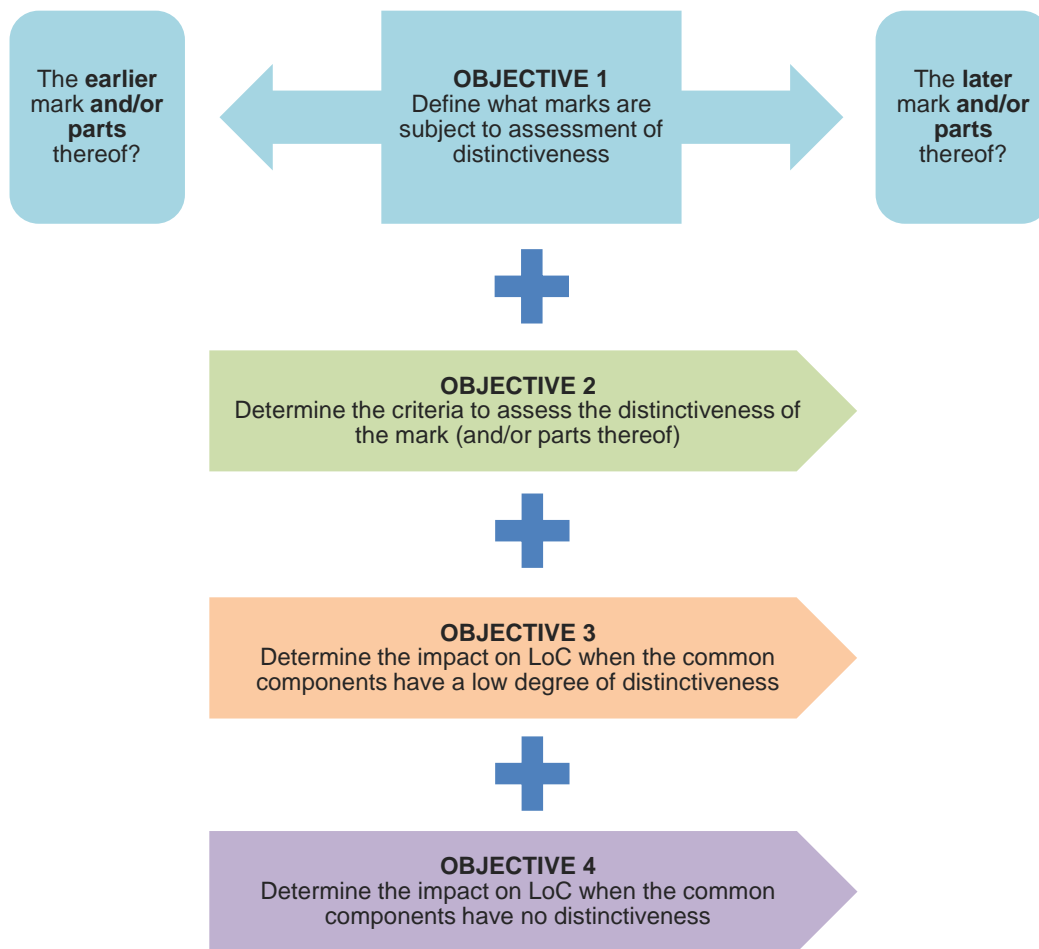 The earlier
mark and/or
parts
thereof?
OBJECTIVE 1
Define what marks are
subject to assessment of
distinctiveness
The later
mark and/or
parts
thereof?
OBJECTIVE 2
Determine the criteria to assess the distinctiveness of
the mark (and/or parts thereof)
OBJECTIVE 3
Determine the impact on LoC when the common
components have a low degree of distinctiveness
OBJECTIVE 4
Determine the impact on LoC when the common
components have no distinctiveness